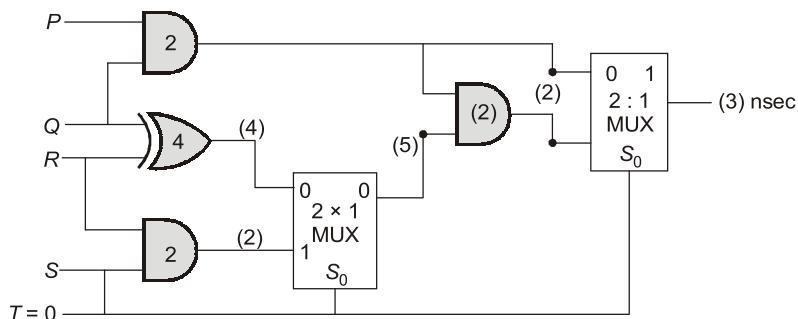 P
2
0 1
2 : 1
MUX
S0
(2)
(3) nsec
(2)
Q
R
4
(4)
(5)
0 0
2 × 1
MUX
1
S0
2
(2)
S
T = 0